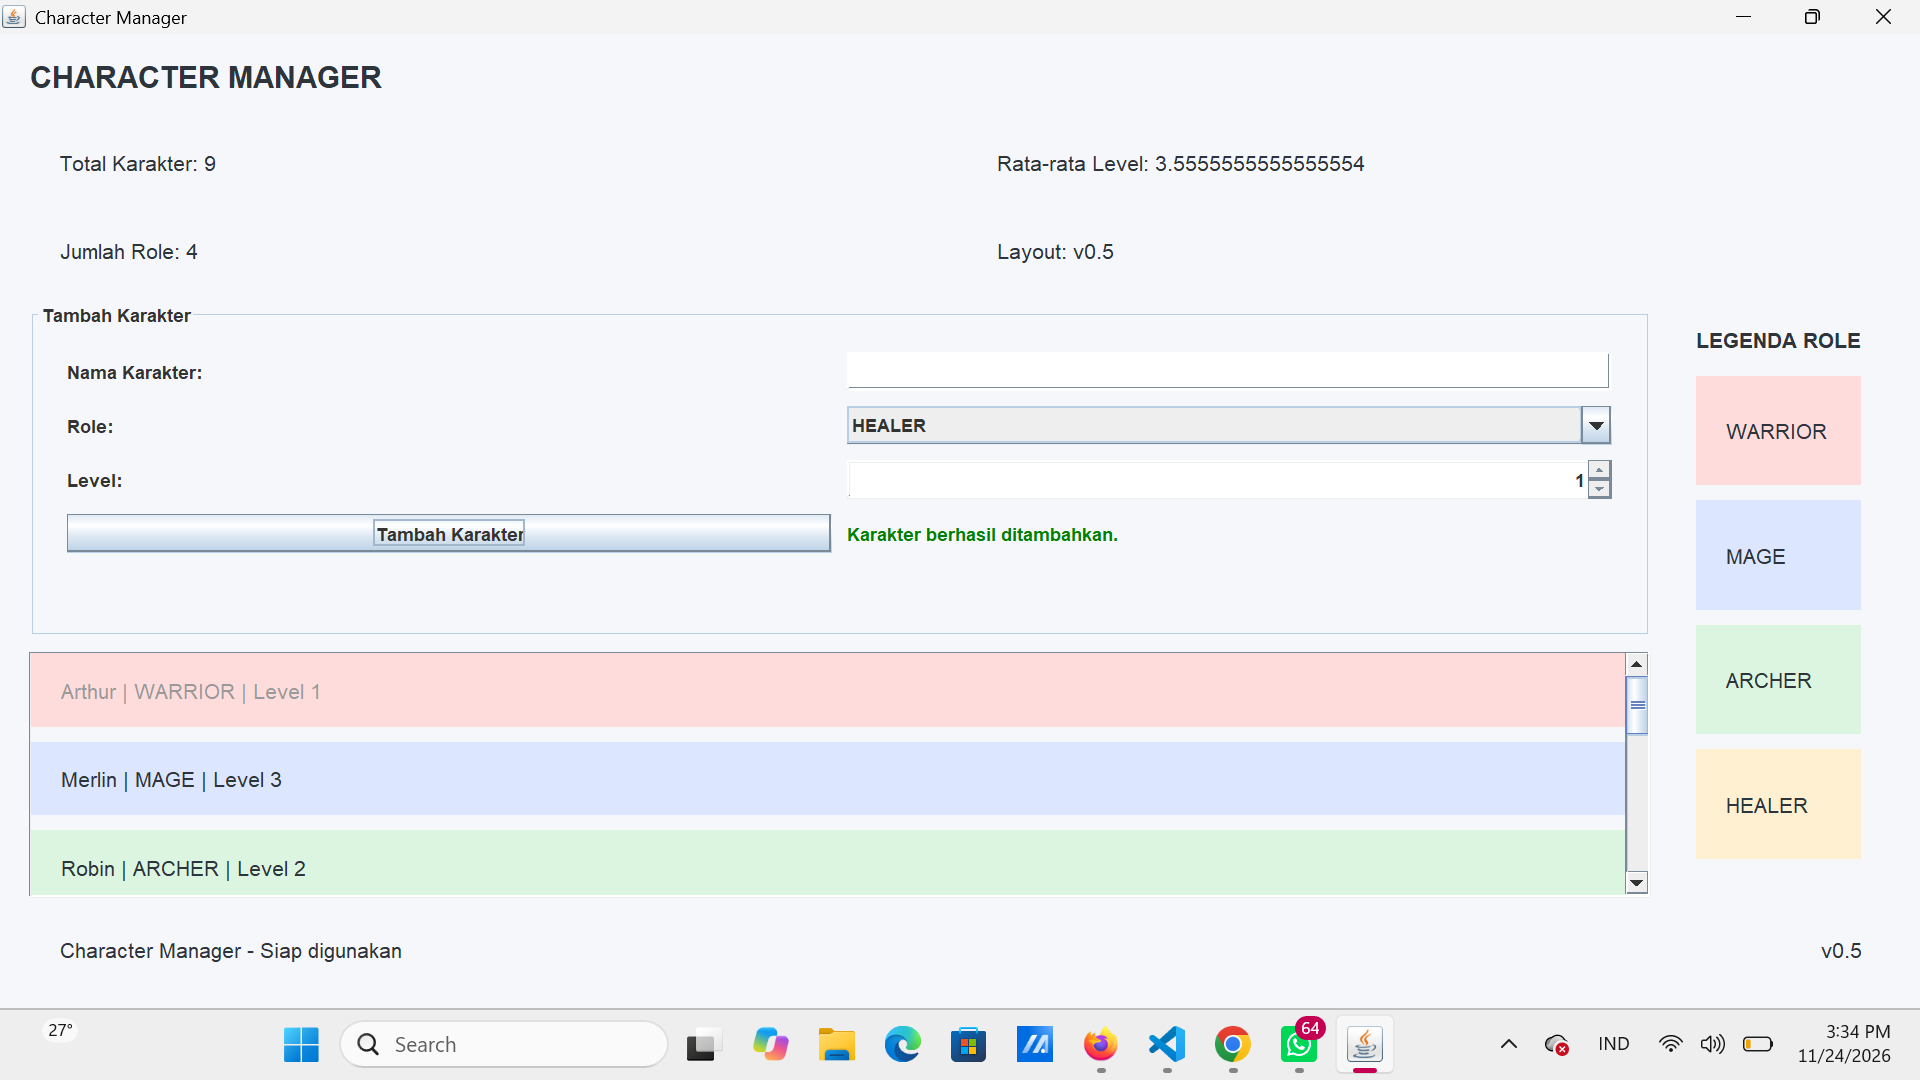 Character Manager
CHARACTER MANAGER
Total Karakter: 9
Rata-rata Level: 3.5555555555555554
Jumlah Role: 4
Layout: v0.5
Tambah Karakter
Nama Karakter:
Role:
HEALER
Level:
1
Tambah Karakter
Karakter berhasil ditambahkan.
LEGENDA ROLE
WARRIOR
MAGE
ARCHER
HEALER
Arthur | WARRIOR | Level 1
Merlin | MAGE | Level 3
Robin | ARCHER | Level 2
Character Manager - Siap digunakan
v0.5
27°
Search
64
IND
3:34 PM
11/24/2026